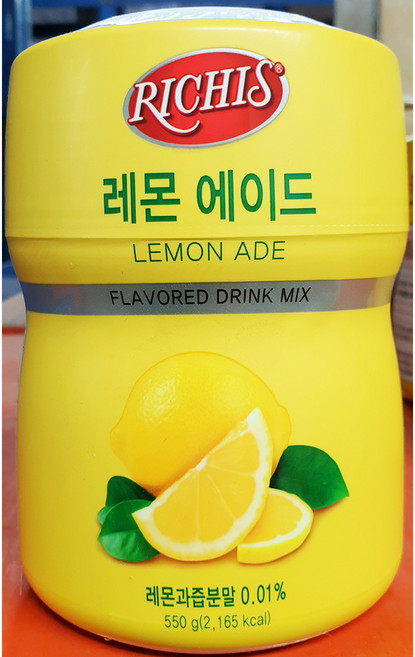 RICHIS®
레몬 에이드
LEMON ADE
FLAVORED DRINK MIX
레몬과즙분말 0.01%
550 g(2,165 kcal)